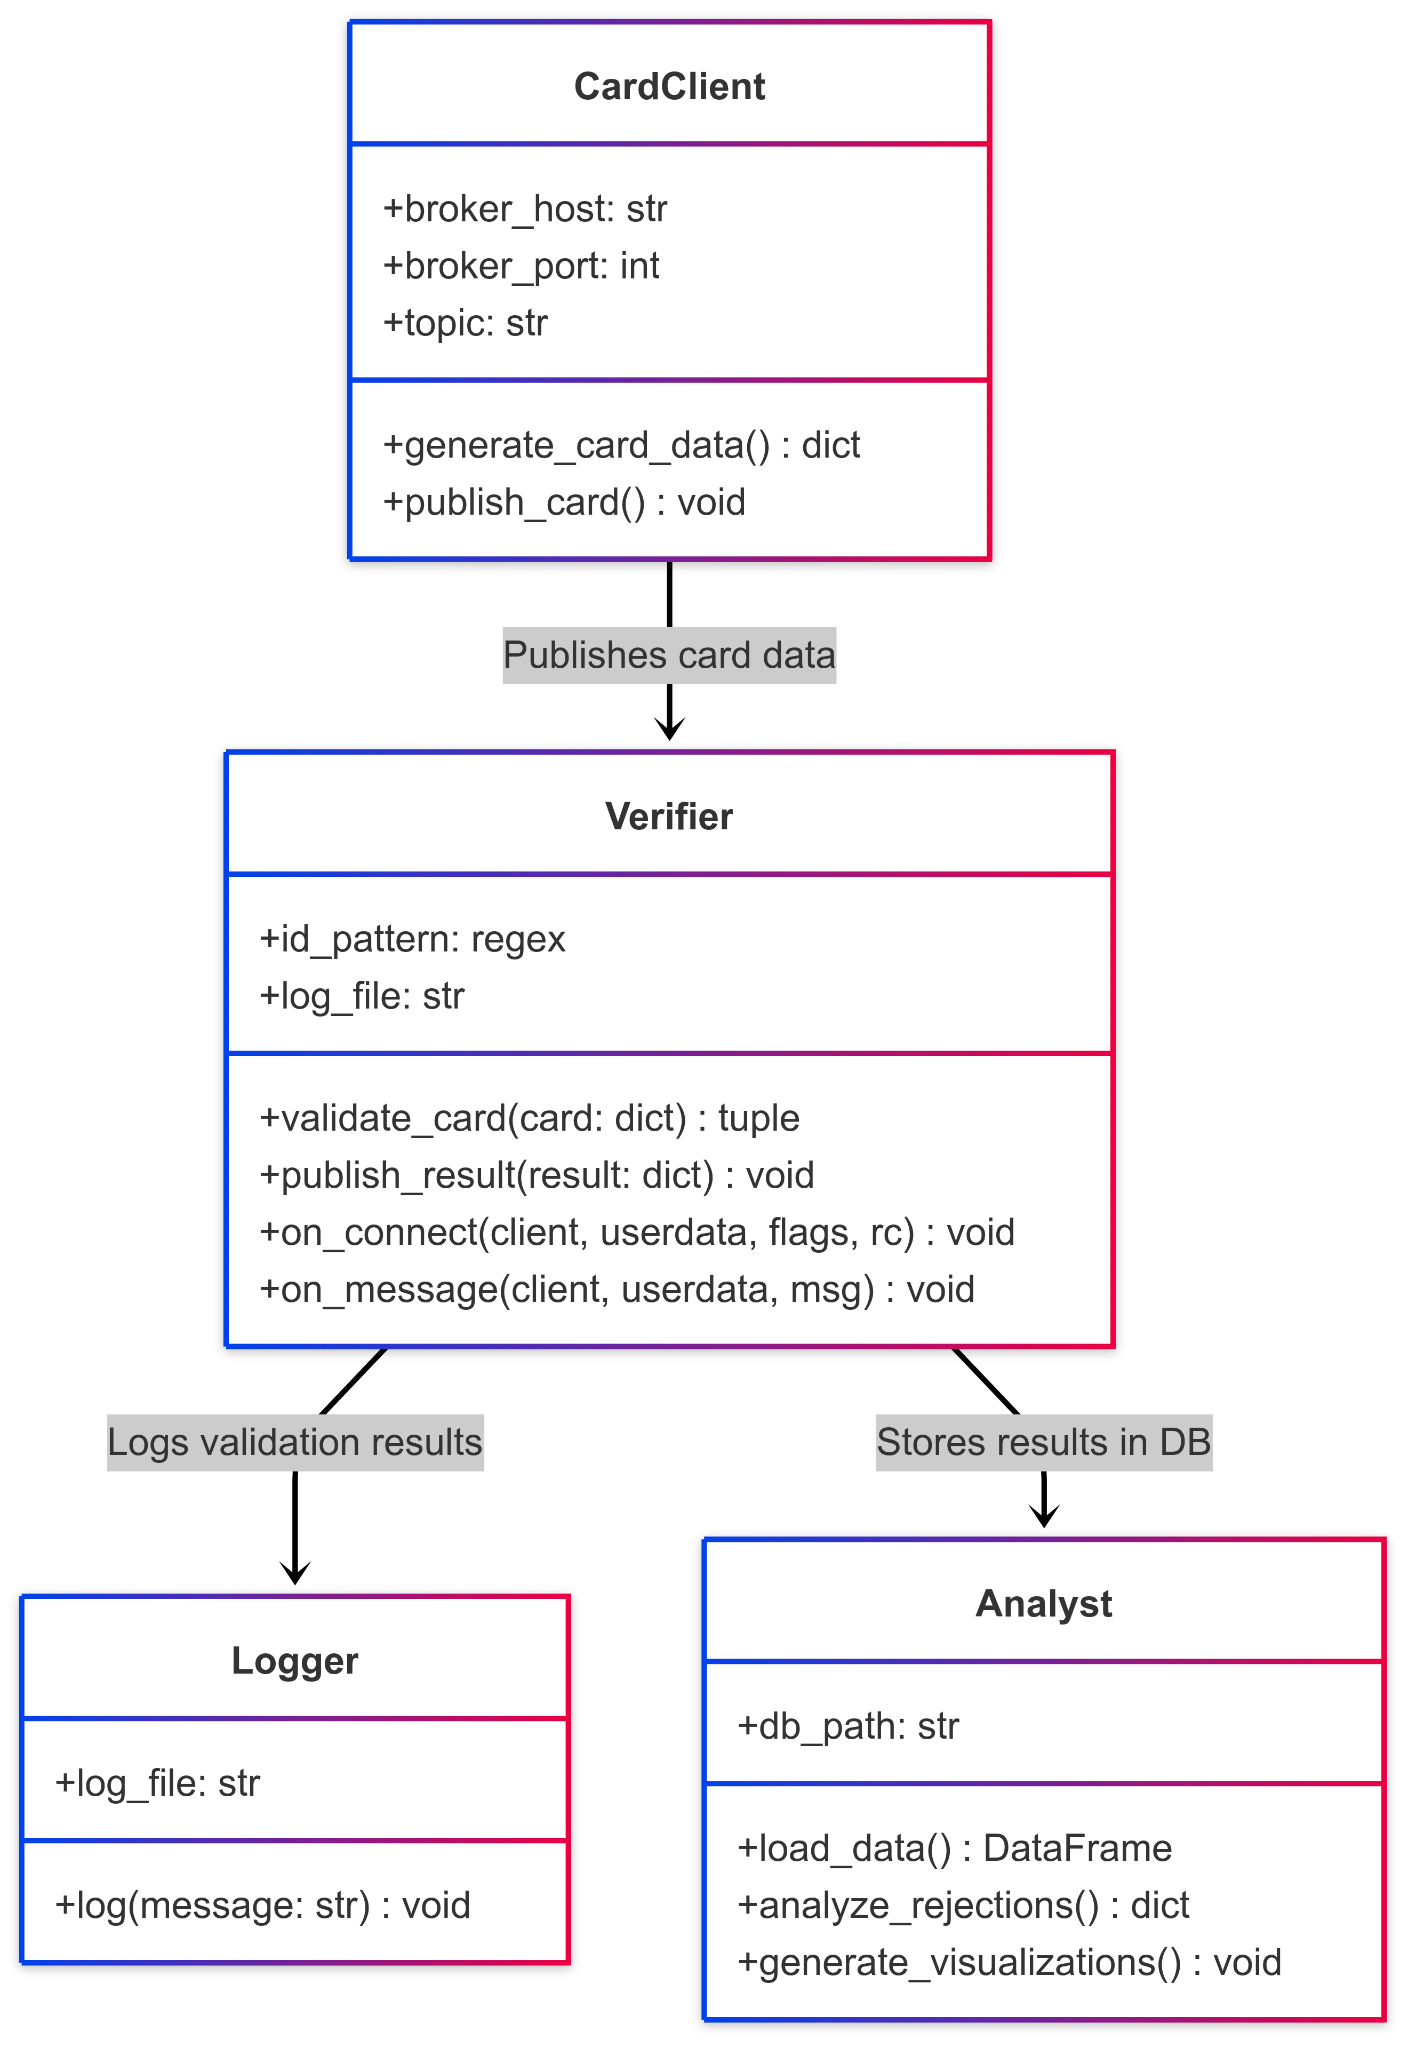 CardClient
+broker_host: str
+broker_port: int
+topic: str
+generate_card_data() : dict
+publish_card() : void
Publishes card data
Verifier
+id_pattern: regex
+log_file: str
+validate_card(card: dict) : tuple
+publish_result(result: dict) : void
+on_connect(client, userdata, flags, rc) : void
+on_message(client, userdata, msg) : void
Logs validation results
Stores results in DB
Logger
+log_file: str
+log(message: str) : void
Analyst
+db_path: str
+load_data() : DataFrame
+analyze_rejections() : dict
+generate_visualizations() : void